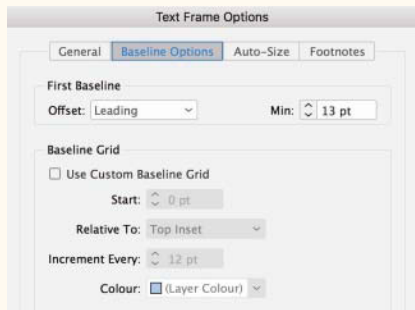 Text Frame Options
General Baseline Options Auto-Size Footnotes
First Baseline
Offset: Leading Min: 13 pt
Baseline Grid
Use Custom Baseline Grid
Start: 0 pt
Relative To: Top Inset
Increment Every: 12 pt
Colour: (Layer Colour)